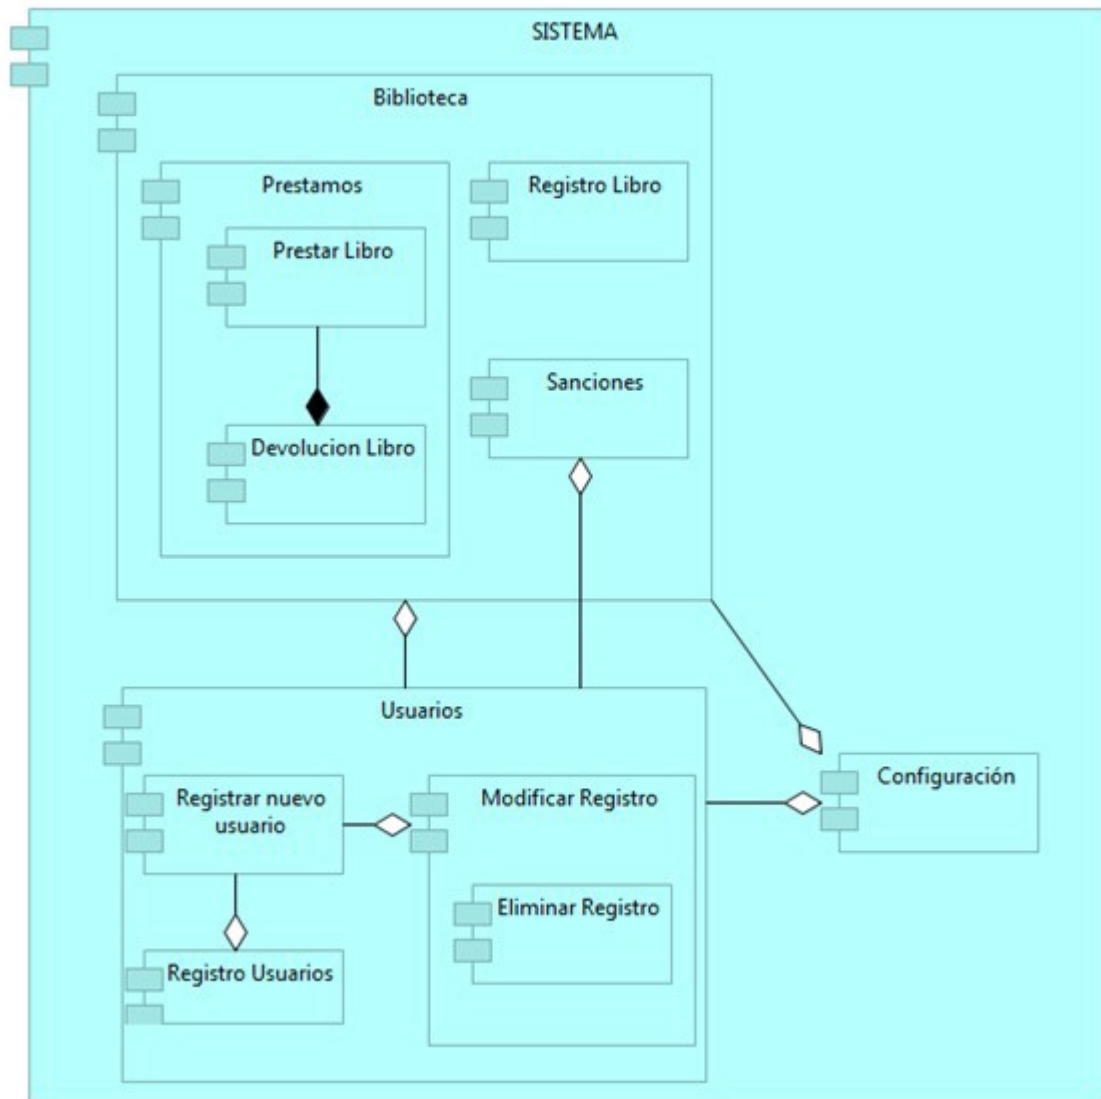 SISTEMA
Biblioteca
Prestamos
Registro Libro
Prestar Libro
Sanciones
Devolucion Libro
Usuarios
Registrar nuevo
usuario
Modificar Registro
Configuración
Eliminar Registro
Registro Usuarios